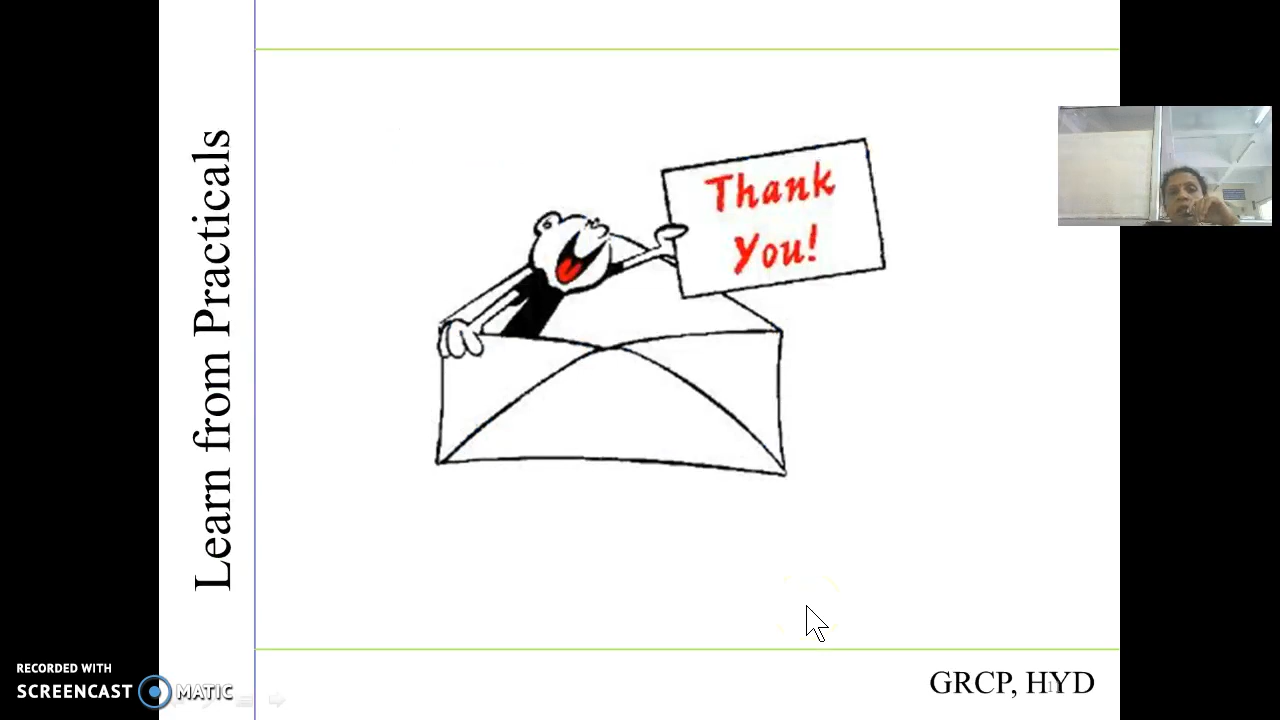 Learn from Practicals
Thank
You!
RECORDED WITH
SCREENCAST MATIC
GRCP, HYD